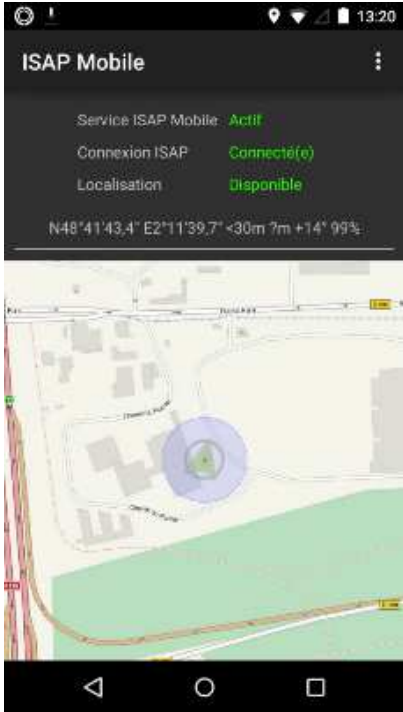 13:20
ISAP Mobile
Service ISAP Mobile Actif
Connexion ISAP Connecté(e)
Localisation Disponible
N48°41'43,4" E2°11'39,7" <30m ?m +14° 99%